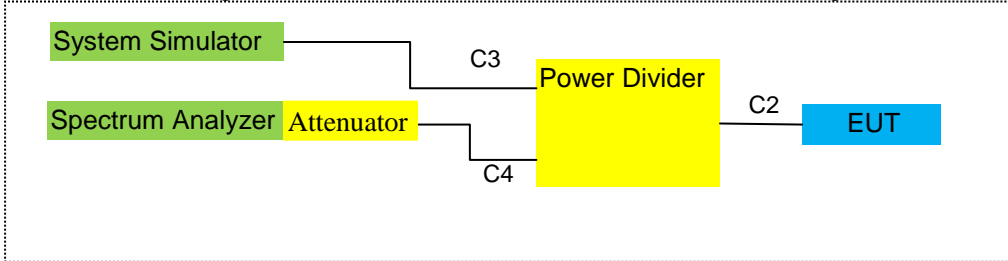 System Simulator
C3
Power Divider
C2
Spectrum Analyzer
Attenuator
EUT
C4